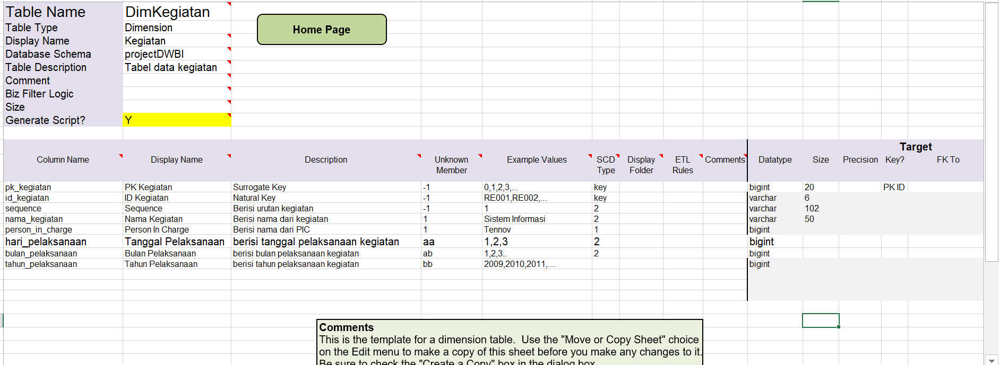 Table Name DimKegiatan
Table Type Dimension
Home Page
Display Name Kegiatan
Database Schema projectDWBI
Table Description Tabel data kegiatan
Comment
Biz Filter Logic
Size
Generate Script? Y
Target
Column Name Display Name Description Unknown Member Example Values SCD Type Display Folder ETL Rules Comments Datatype Size Precision Key? FK To
pk_kegiatan PK Kegiatan Surrogate Key -1 0,1,2,3,... key bigint 20 PK ID
id_kegiatan ID Kegiatan Natural Key -1 RE001,RE002,... key varchar 6
sequence Sequence Berisi urutan kegiatan -1 1 2 varchar 102
nama_kegiatan Nama Kegiatan Berisi nama dari kegiatan 1 Sistem Informasi 2 varchar 50
person_in_charge Person In Charge Berisi nama dari PIC 1 Tennov 1 bigint
hari_pelaksanaan Tanggal Pelaksanaan berisi tanggal pelaksanaan kegiatan aa 1,2,3 2 bigint
bulan_pelaksanaan Bulan Pelaksanaan berisi bulan pelaksanaan kegiatan ab 1,2,3.. 2 bigint
tahun_pelaksanaan Tahun Pelaksanaan berisi tahun pelaksanaan kegiatan bb 2009,2010,2011,.... bigint
Comments
This is the template for a dimension table.  Use the "Move or Copy Sheet" choice
on the Edit menu to make a copy of this sheet before you make any changes to it.
Be sure to check the "Create a Copy" box in the dialog box.